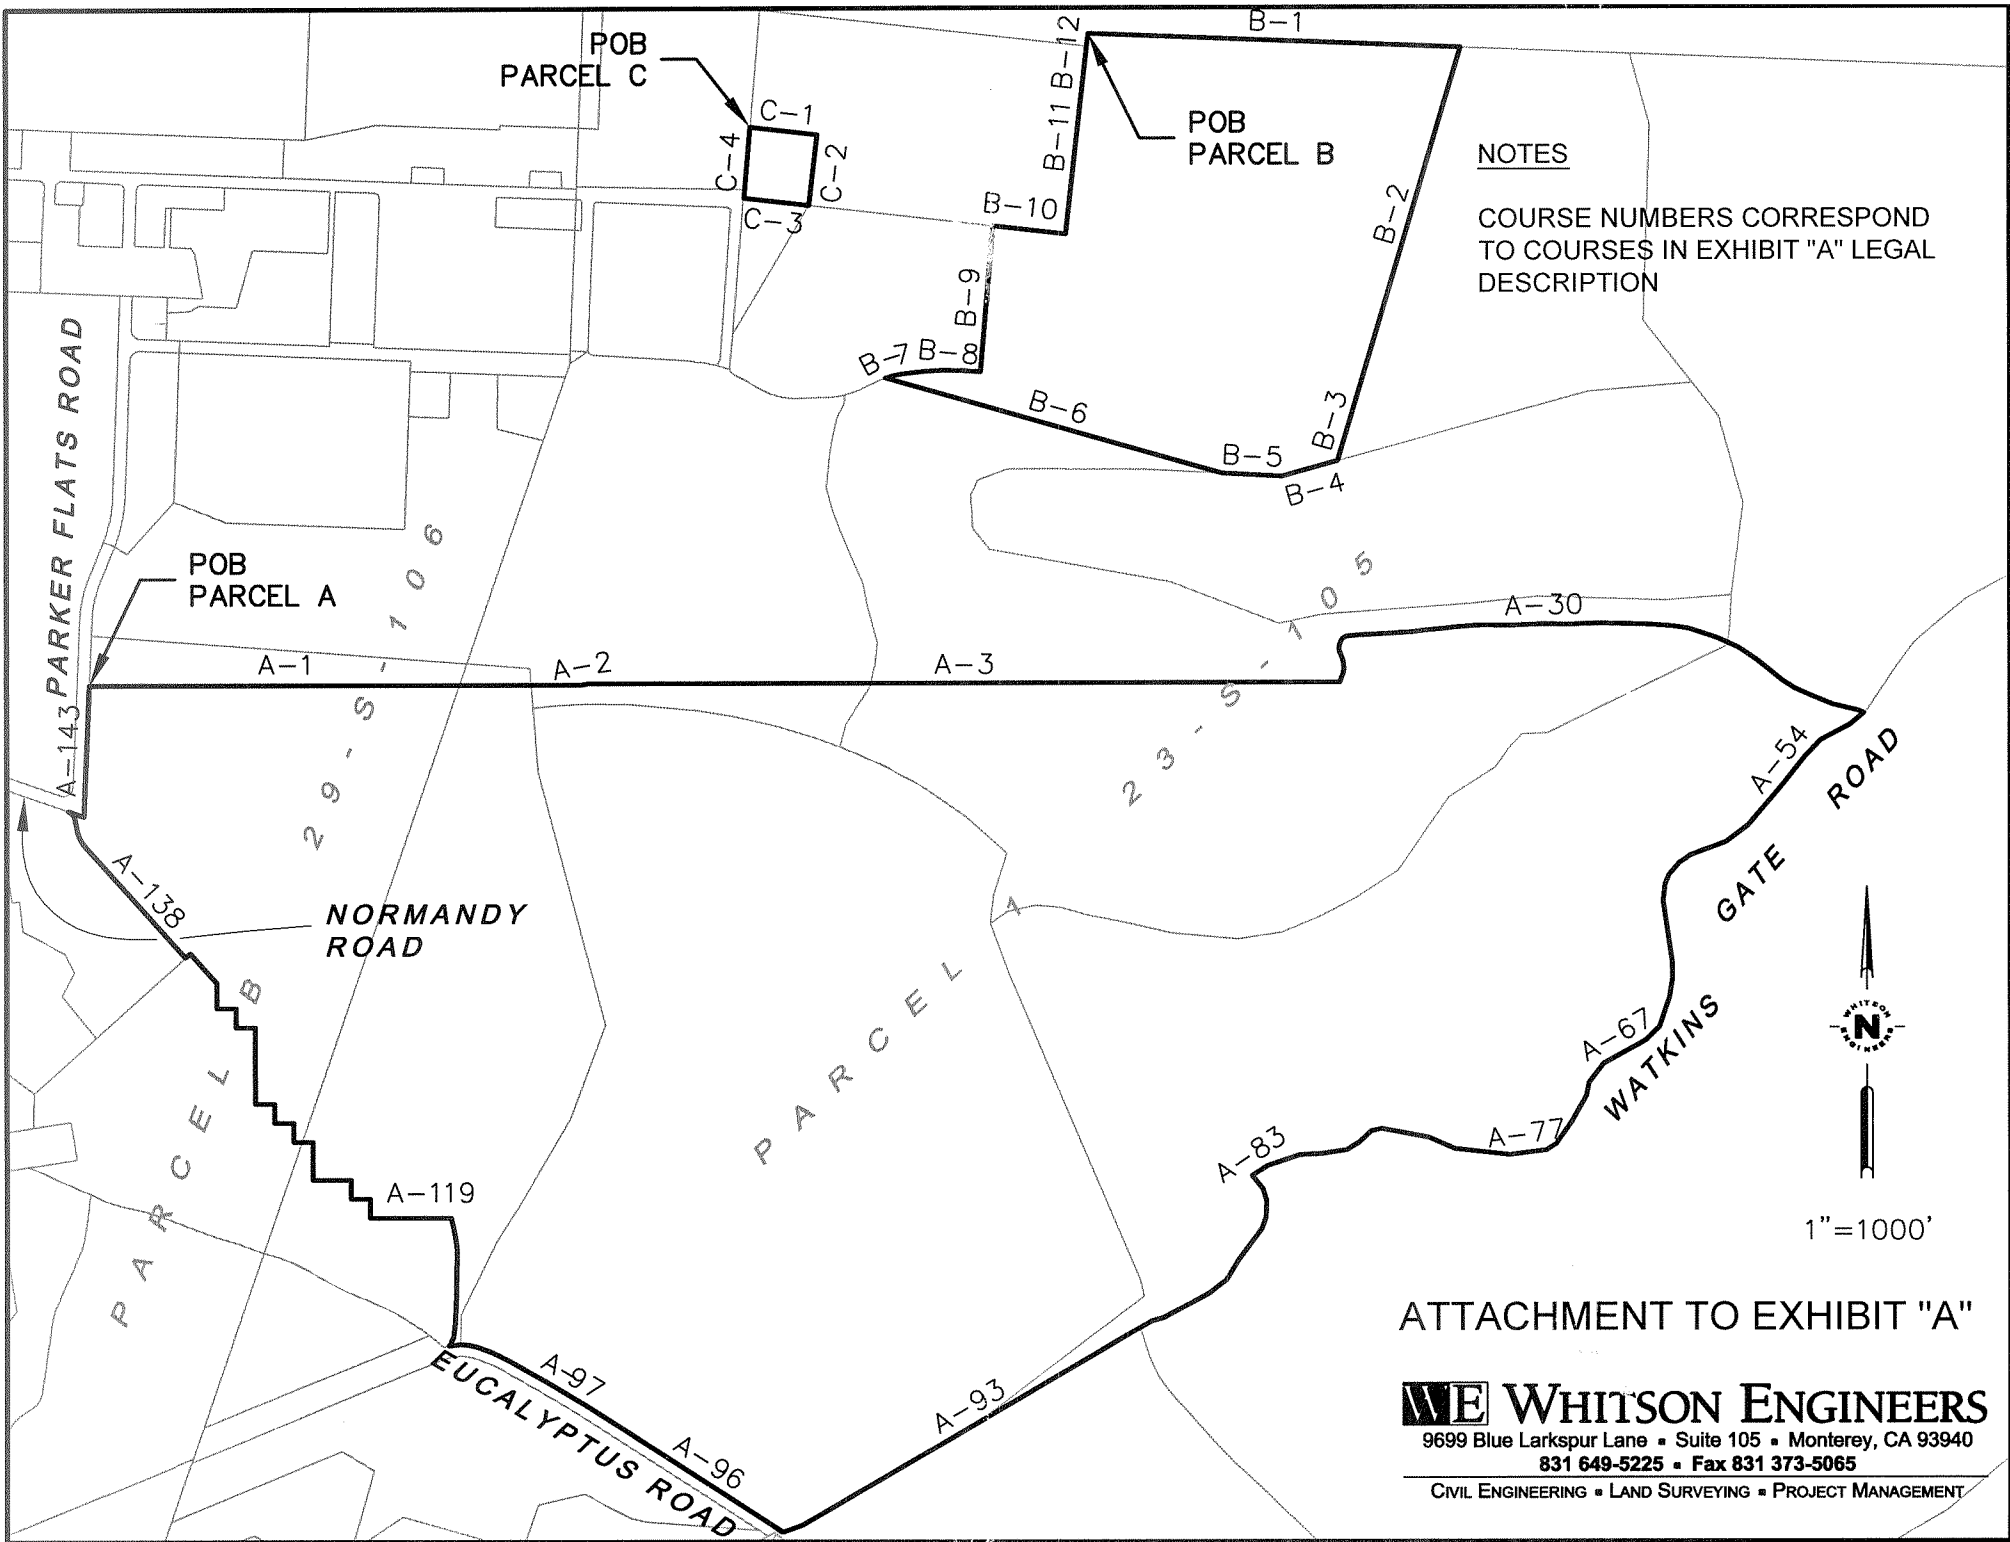 POB
PARCEL C
C-1
C-2
C-3
C-4
B-12
B-1
B-11
POB
PARCEL B
B-2
B-10
B-9
B-7
B-8
B-6
B-3
B-5
B-4
NOTES
COURSE NUMBERS CORRESPOND
TO COURSES IN EXHIBIT "A" LEGAL
DESCRIPTION
PARKER FLATS ROAD
POB
PARCEL A
A-143
A-1
A-2
A-3
A-30
29-S-106
23-S-105
A-54
WATKINS GATE ROAD
A-138
NORMANDY
ROAD
PARCEL B
PARCEL 1
A-67
A-77
A-83
A-119
A-97
A-96
A-93
EUCALYPTUS ROAD
WHITSON
N
ENGINEERS
1"=1000'
ATTACHMENT TO EXHIBIT "A"
WE WHITSON ENGINEERS
9699 Blue Larkspur Lane ▪ Suite 105 ▪ Monterey, CA 93940
831 649-5225 ▪ Fax 831 373-5065
CIVIL ENGINEERING ▪ LAND SURVEYING ▪ PROJECT MANAGEMENT